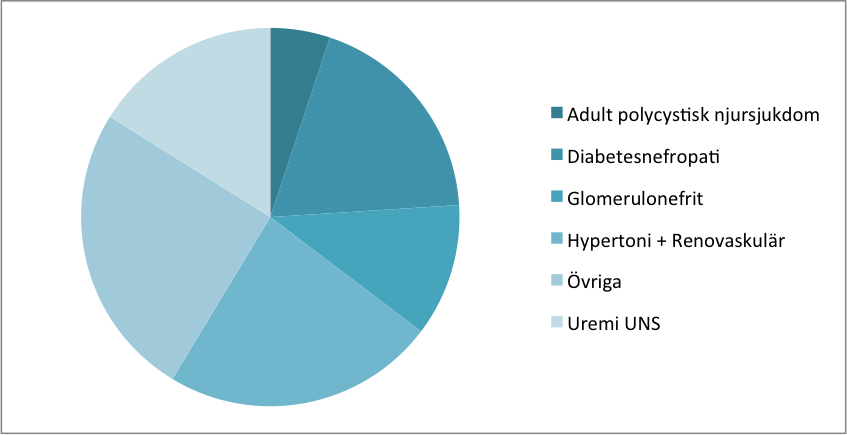 Adult polycystisk njursjukdom
Diabetesnefropati
Glomerulonefrit
Hypertoni + Renovaskulär
Övriga
Uremi UNS